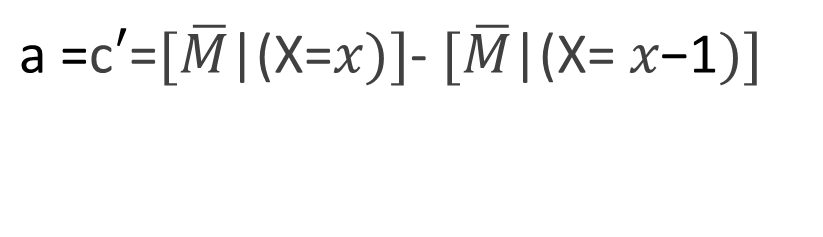 a =c′=[M̅|(X=x)]- [M̅|(X= x−1)]